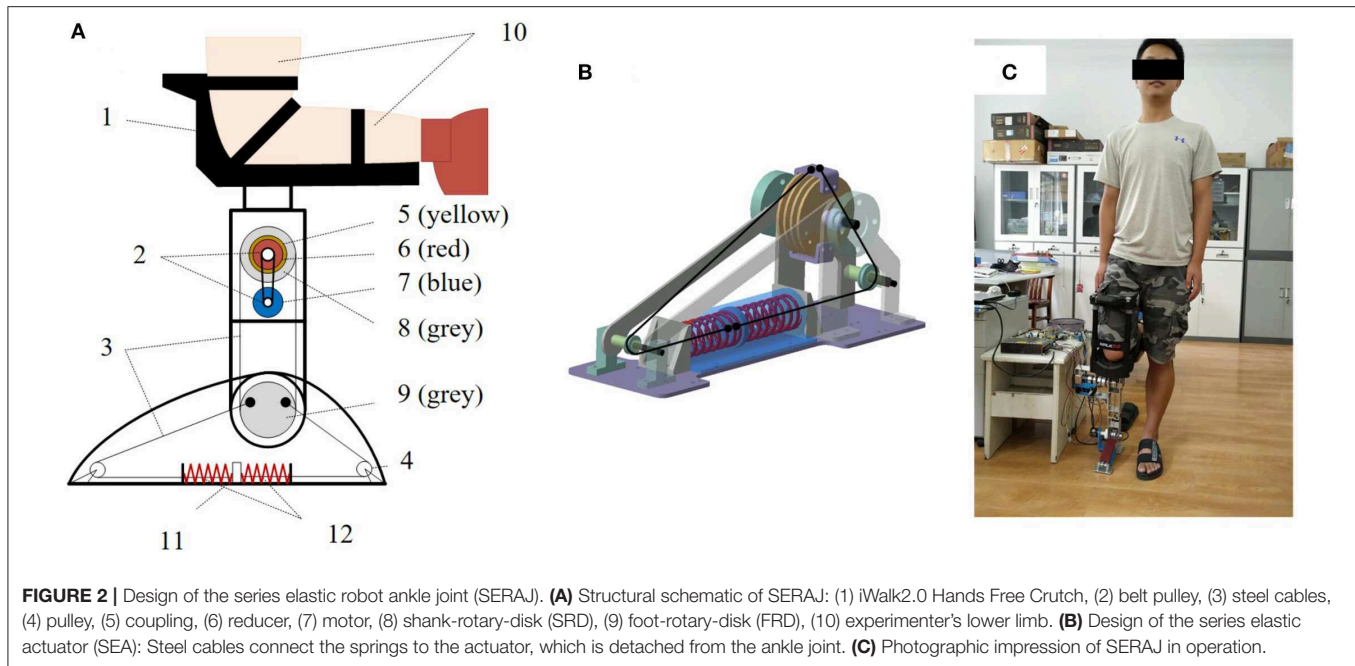 A
10
B
C
1
5 (yellow)
6 (red)
2
7 (blue)
8 (grey)
3
9 (grey)
4
11
12
FIGURE 2 | Design of the series elastic robot ankle joint (SERAJ). (A) Structural schematic of SERAJ: (1) iWalk2.0 Hands Free Crutch, (2) belt pulley, (3) steel cables,
(4) pulley, (5) coupling, (6) reducer, (7) motor, (8) shank-rotary-disk (SRD), (9) foot-rotary-disk (FRD), (10) experimenter's lower limb. (B) Design of the series elastic
actuator (SEA): Steel cables connect the springs to the actuator, which is detached from the ankle joint. (C) Photographic impression of SERAJ in operation.